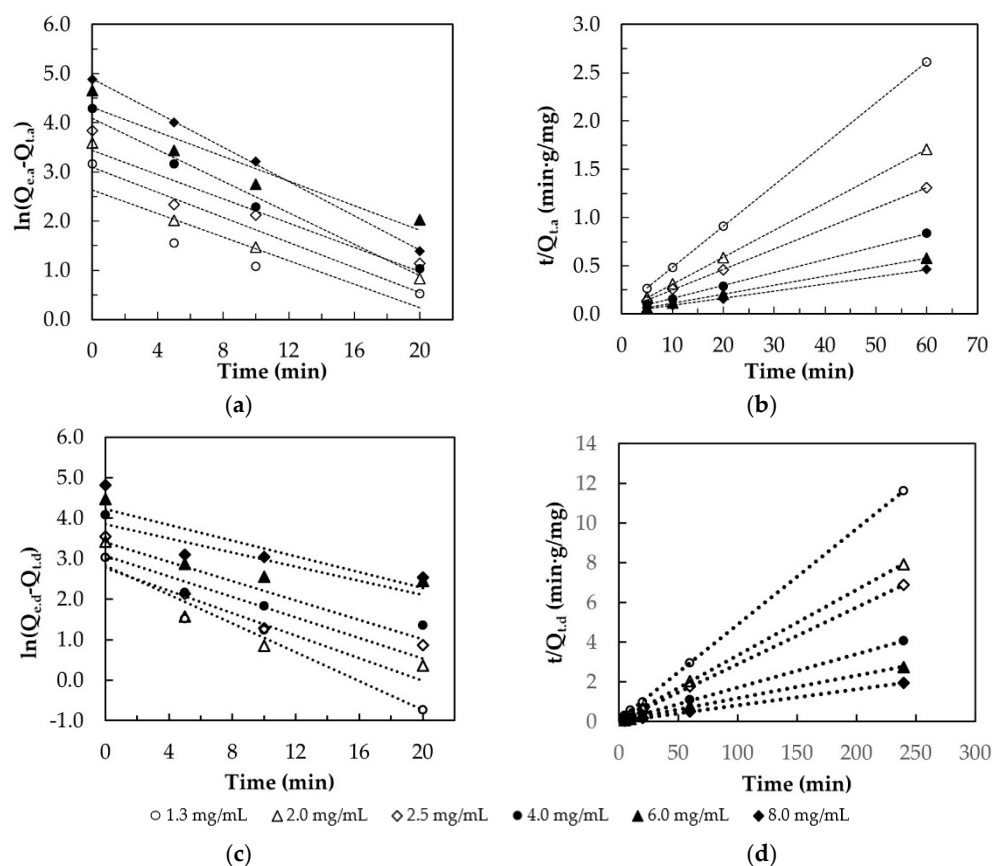 6.0
5.0
4.0
3.0
2.0
1.0
0.0
ln(Qe.a-Qt.a)
0 4 8 12 16 20
Time (min)
(a)
3.0
2.5
2.0
1.5
1.0
0.5
0.0
t/Qt.a (min·g/mg)
0 10 20 30 40 50 60 70
Time (min)
(b)
6.0
5.0
4.0
3.0
2.0
1.0
0.0
-1.0
ln(Qe.d-Qt.d)
0 4 8 12 16 20
Time (min)
14
12
10
8
6
4
2
0
t/Qt.d (min·g/mg)
0 50 100 150 200 250 300
Time (min)
1.3 mg/mL 2.0 mg/mL 2.5 mg/mL 4.0 mg/mL 6.0 mg/mL 8.0 mg/mL
(c)
(d)